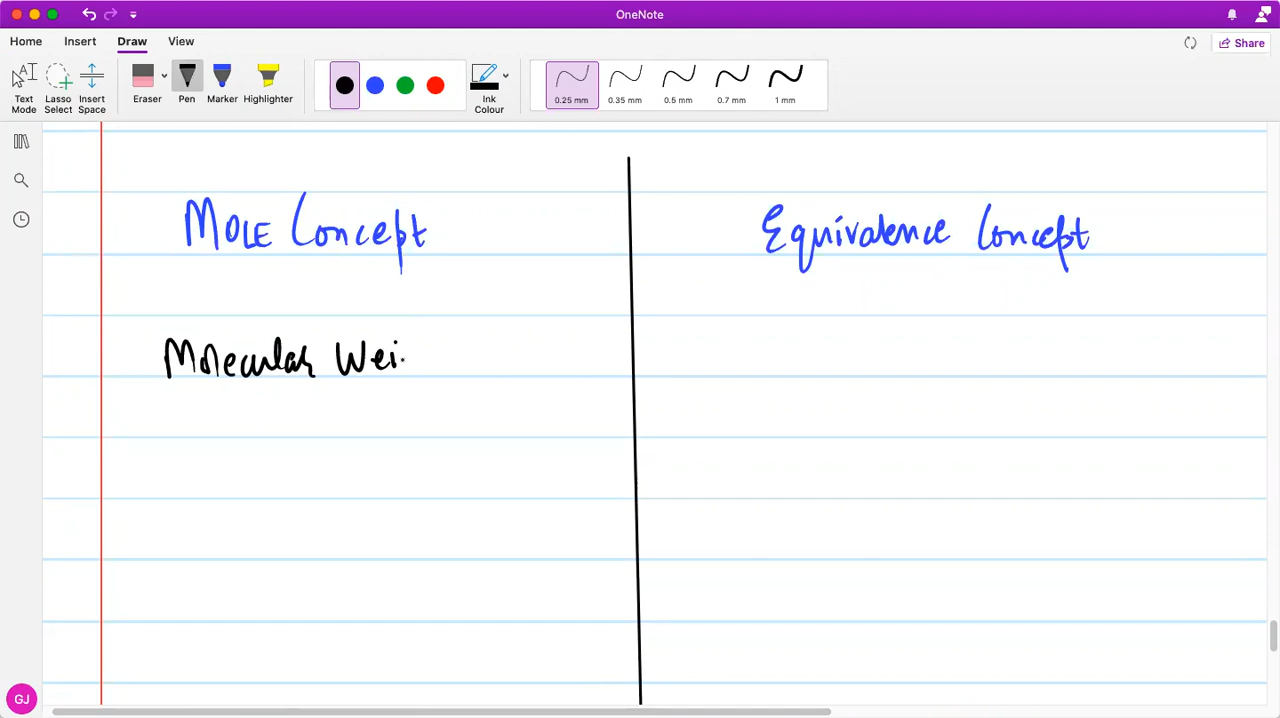 OneNote
Home Insert Draw View
Share
Text Mode
Lasso Select
Insert Space
Eraser
Pen
Marker
Highlighter
Ink Colour
0.25 mm
0.35 mm
0.5 mm
0.7 mm
1 mm
MOLE Concept
Equivalence Concept
Molecular Wei
GJ